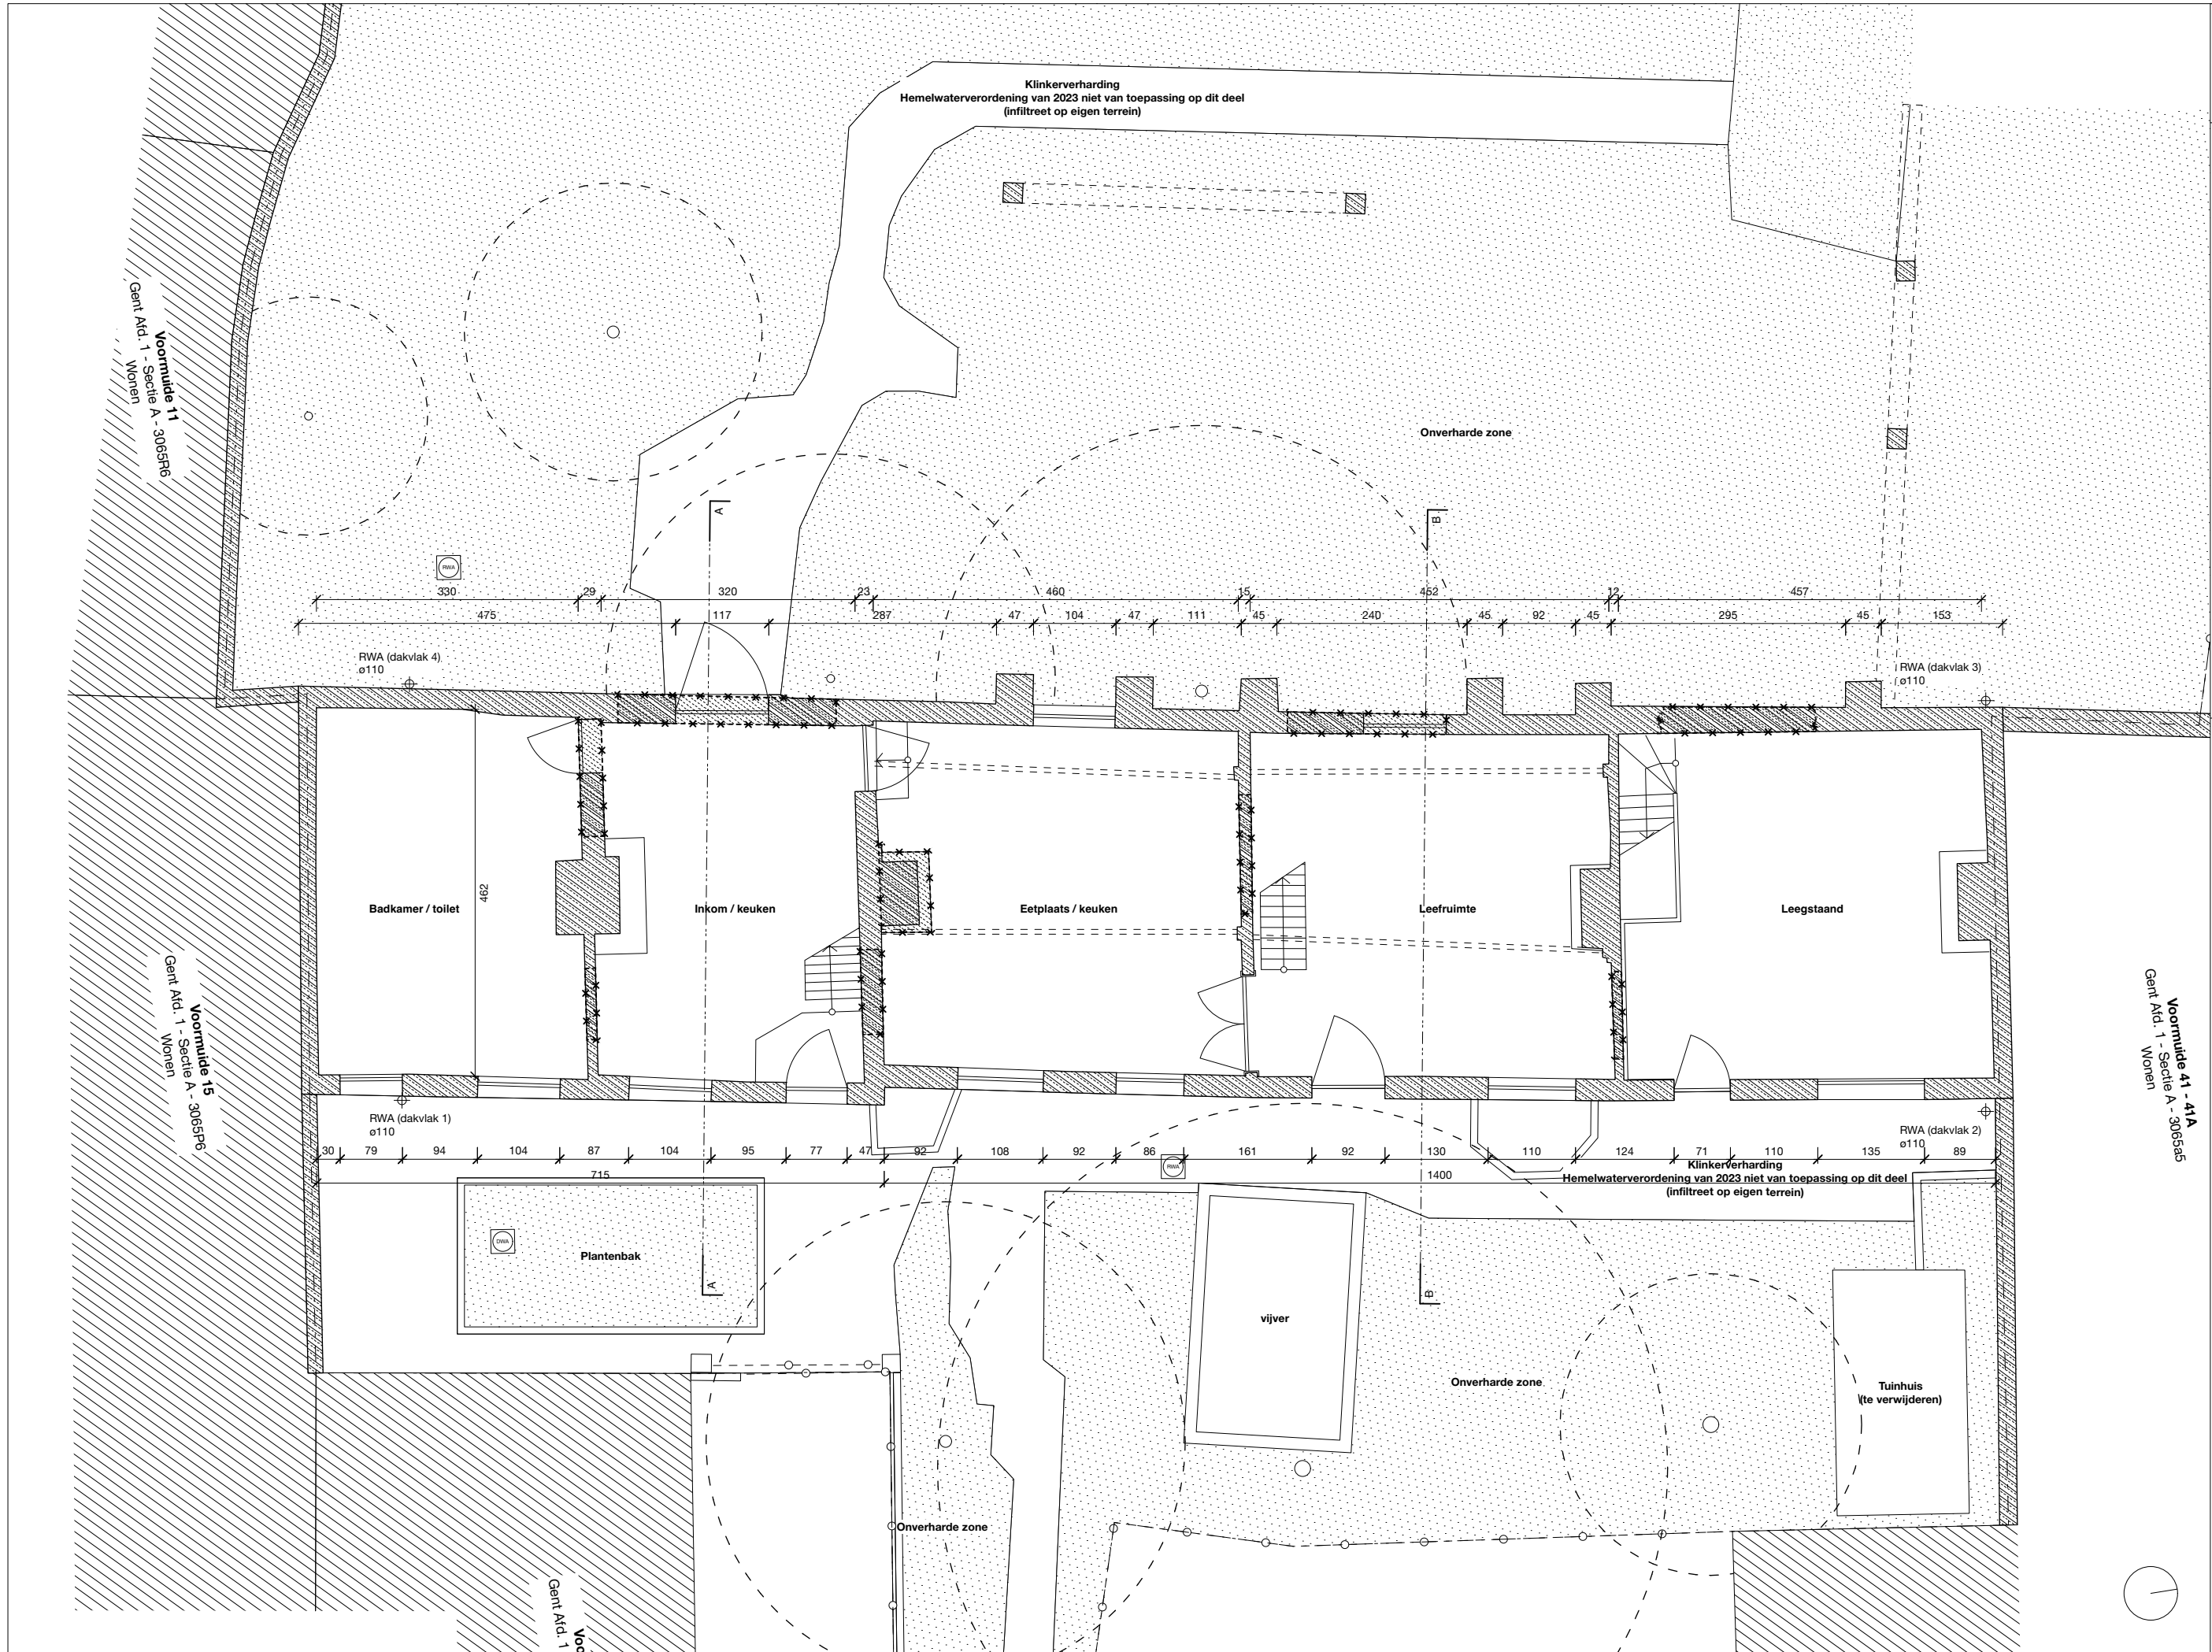 Klinkerverharding
Hemelwaterverordening van 2023 niet van toepassing op dit deel
(infiltreet op eigen terrein)
Voormuide 11
Gent Afd. 1 - Sectie A - 3065R6
Wonen
Onverharde zone
A
B
RWA
330 29 320 23 460 15 452 12 457
475 117 287 47 104 47 111 45 240 45 92 45 295 45 153
RWA (dakvlak 4)
ø110
RWA (dakvlak 3)
ø110
462
Badkamer / toilet
Inkom / keuken
Eetplaats / keuken
Leefruimte
Leegstaand
Voormuide 15
Gent Afd. 1 - Sectie A - 3065P6
Wonen
Voormuide 41 - 41A
Gent Afd. 1 - Sectie A - 3065a5
Wonen
RWA (dakvlak 1)
ø110
RWA (dakvlak 2)
ø110
30 79 94 104 87 104 95 77 47 92 108 92 86 161 92 130 110 124 71 110 135 89
RWA
Klinkerverharding
Hemelwaterverordening van 2023 niet van toepassing op dit deel
(infiltreet op eigen terrein)
715 1400
DWA
Plantenbak
A
B
vijver
Onverharde zone
Tuinhuis
(te verwijderen)
Onverharde zone
Voo
Gent Afd. 1